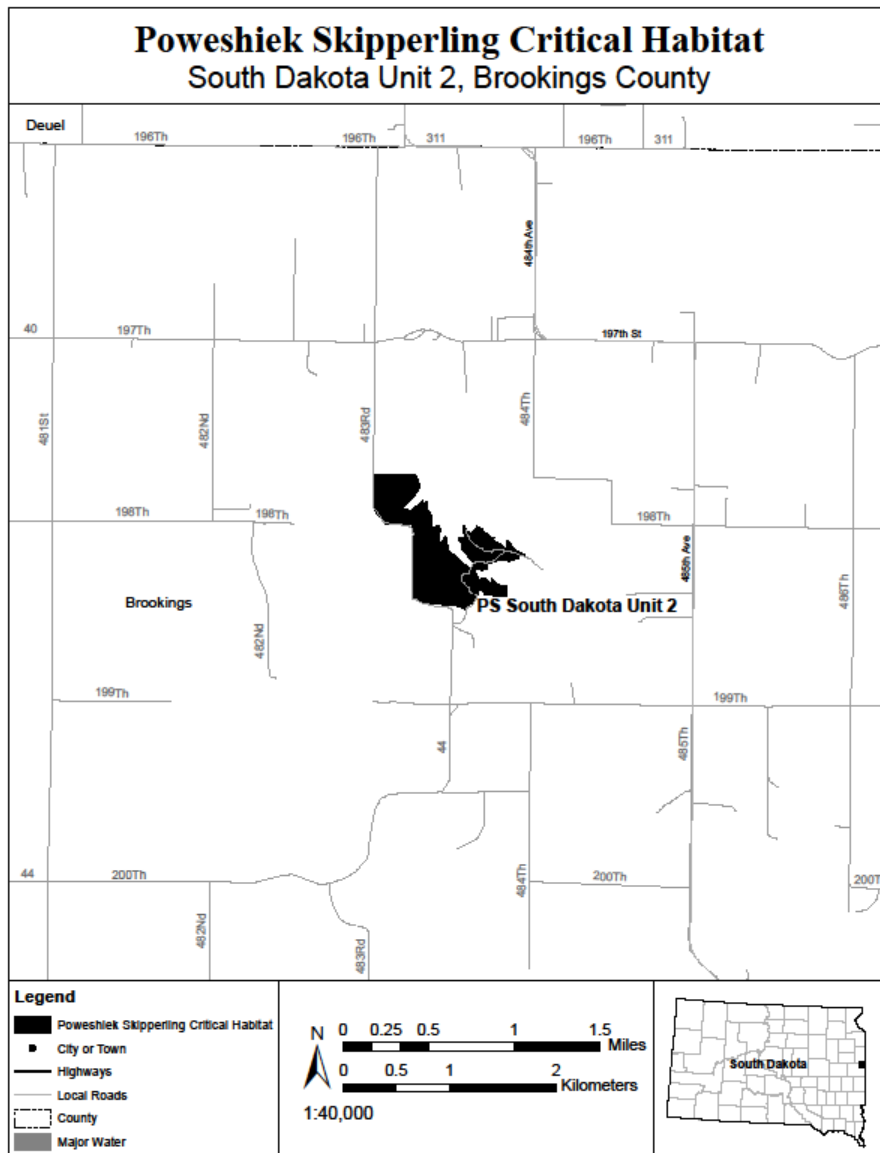 Poweshiek Skipperling Critical Habitat
South Dakota Unit 2, Brookings County
Deuel
196Th
196Th
311
196Th
311
484th Ave
40
197Th
197th St
481St
482Nd
483Rd
484Th
198Th
198Th
198Th
485th Ave
486Th
Brookings
PS South Dakota Unit 2
482Nd
199Th
199Th
44
485Th
44
200Th
484Th
200Th
200T
482Nd
483Rd
Legend
Poweshiek Skipperling Critical Habitat
City or Town
Highways
Local Roads
County
Major Water
N
0 0.25 0.5 1 1.5
Miles
0 0.5 1 2
Kilometers
1:40,000
South Dakota